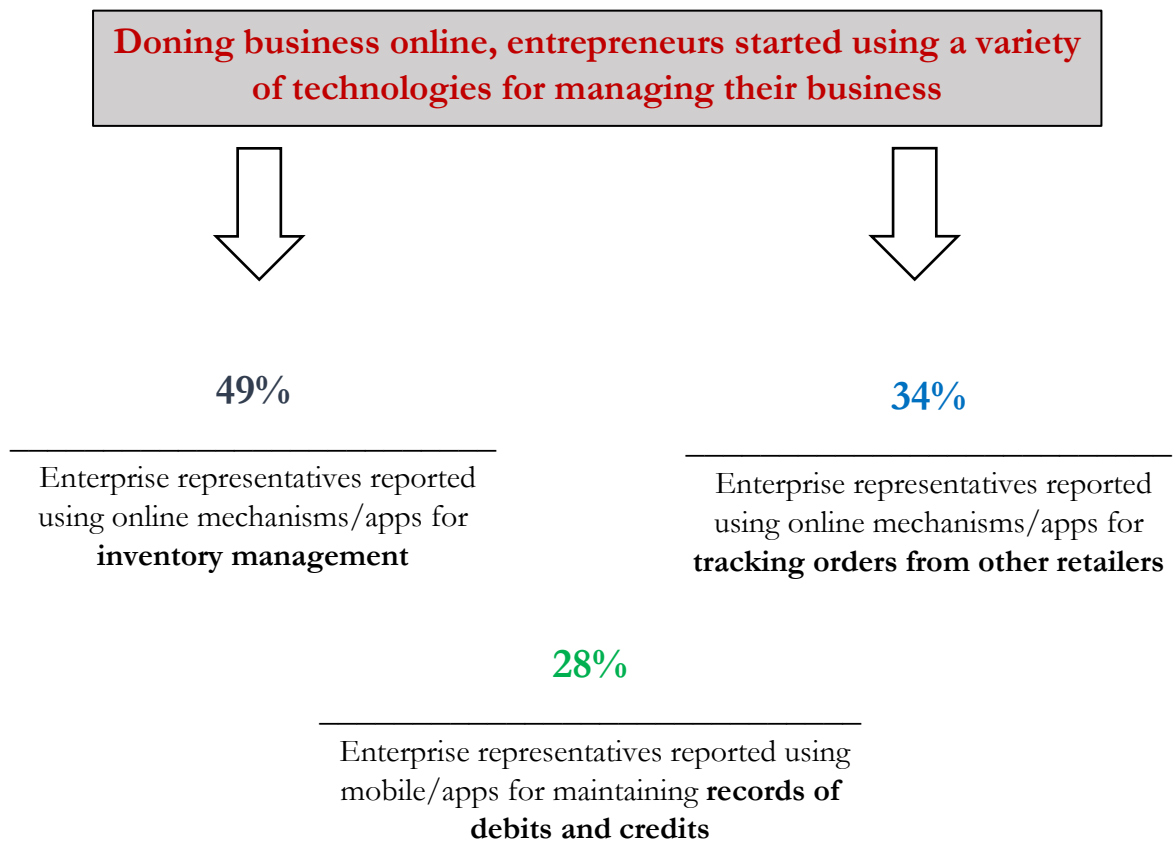 Doning business online, entrepreneurs started using a variety
of technologies for managing their business
49%
Enterprise representatives reported
using online mechanisms/apps for
inventory management
34%
Enterprise representatives reported
using online mechanisms/apps for
tracking orders from other retailers
28%
Enterprise representatives reported using
mobile/apps for maintaining records of
debits and credits